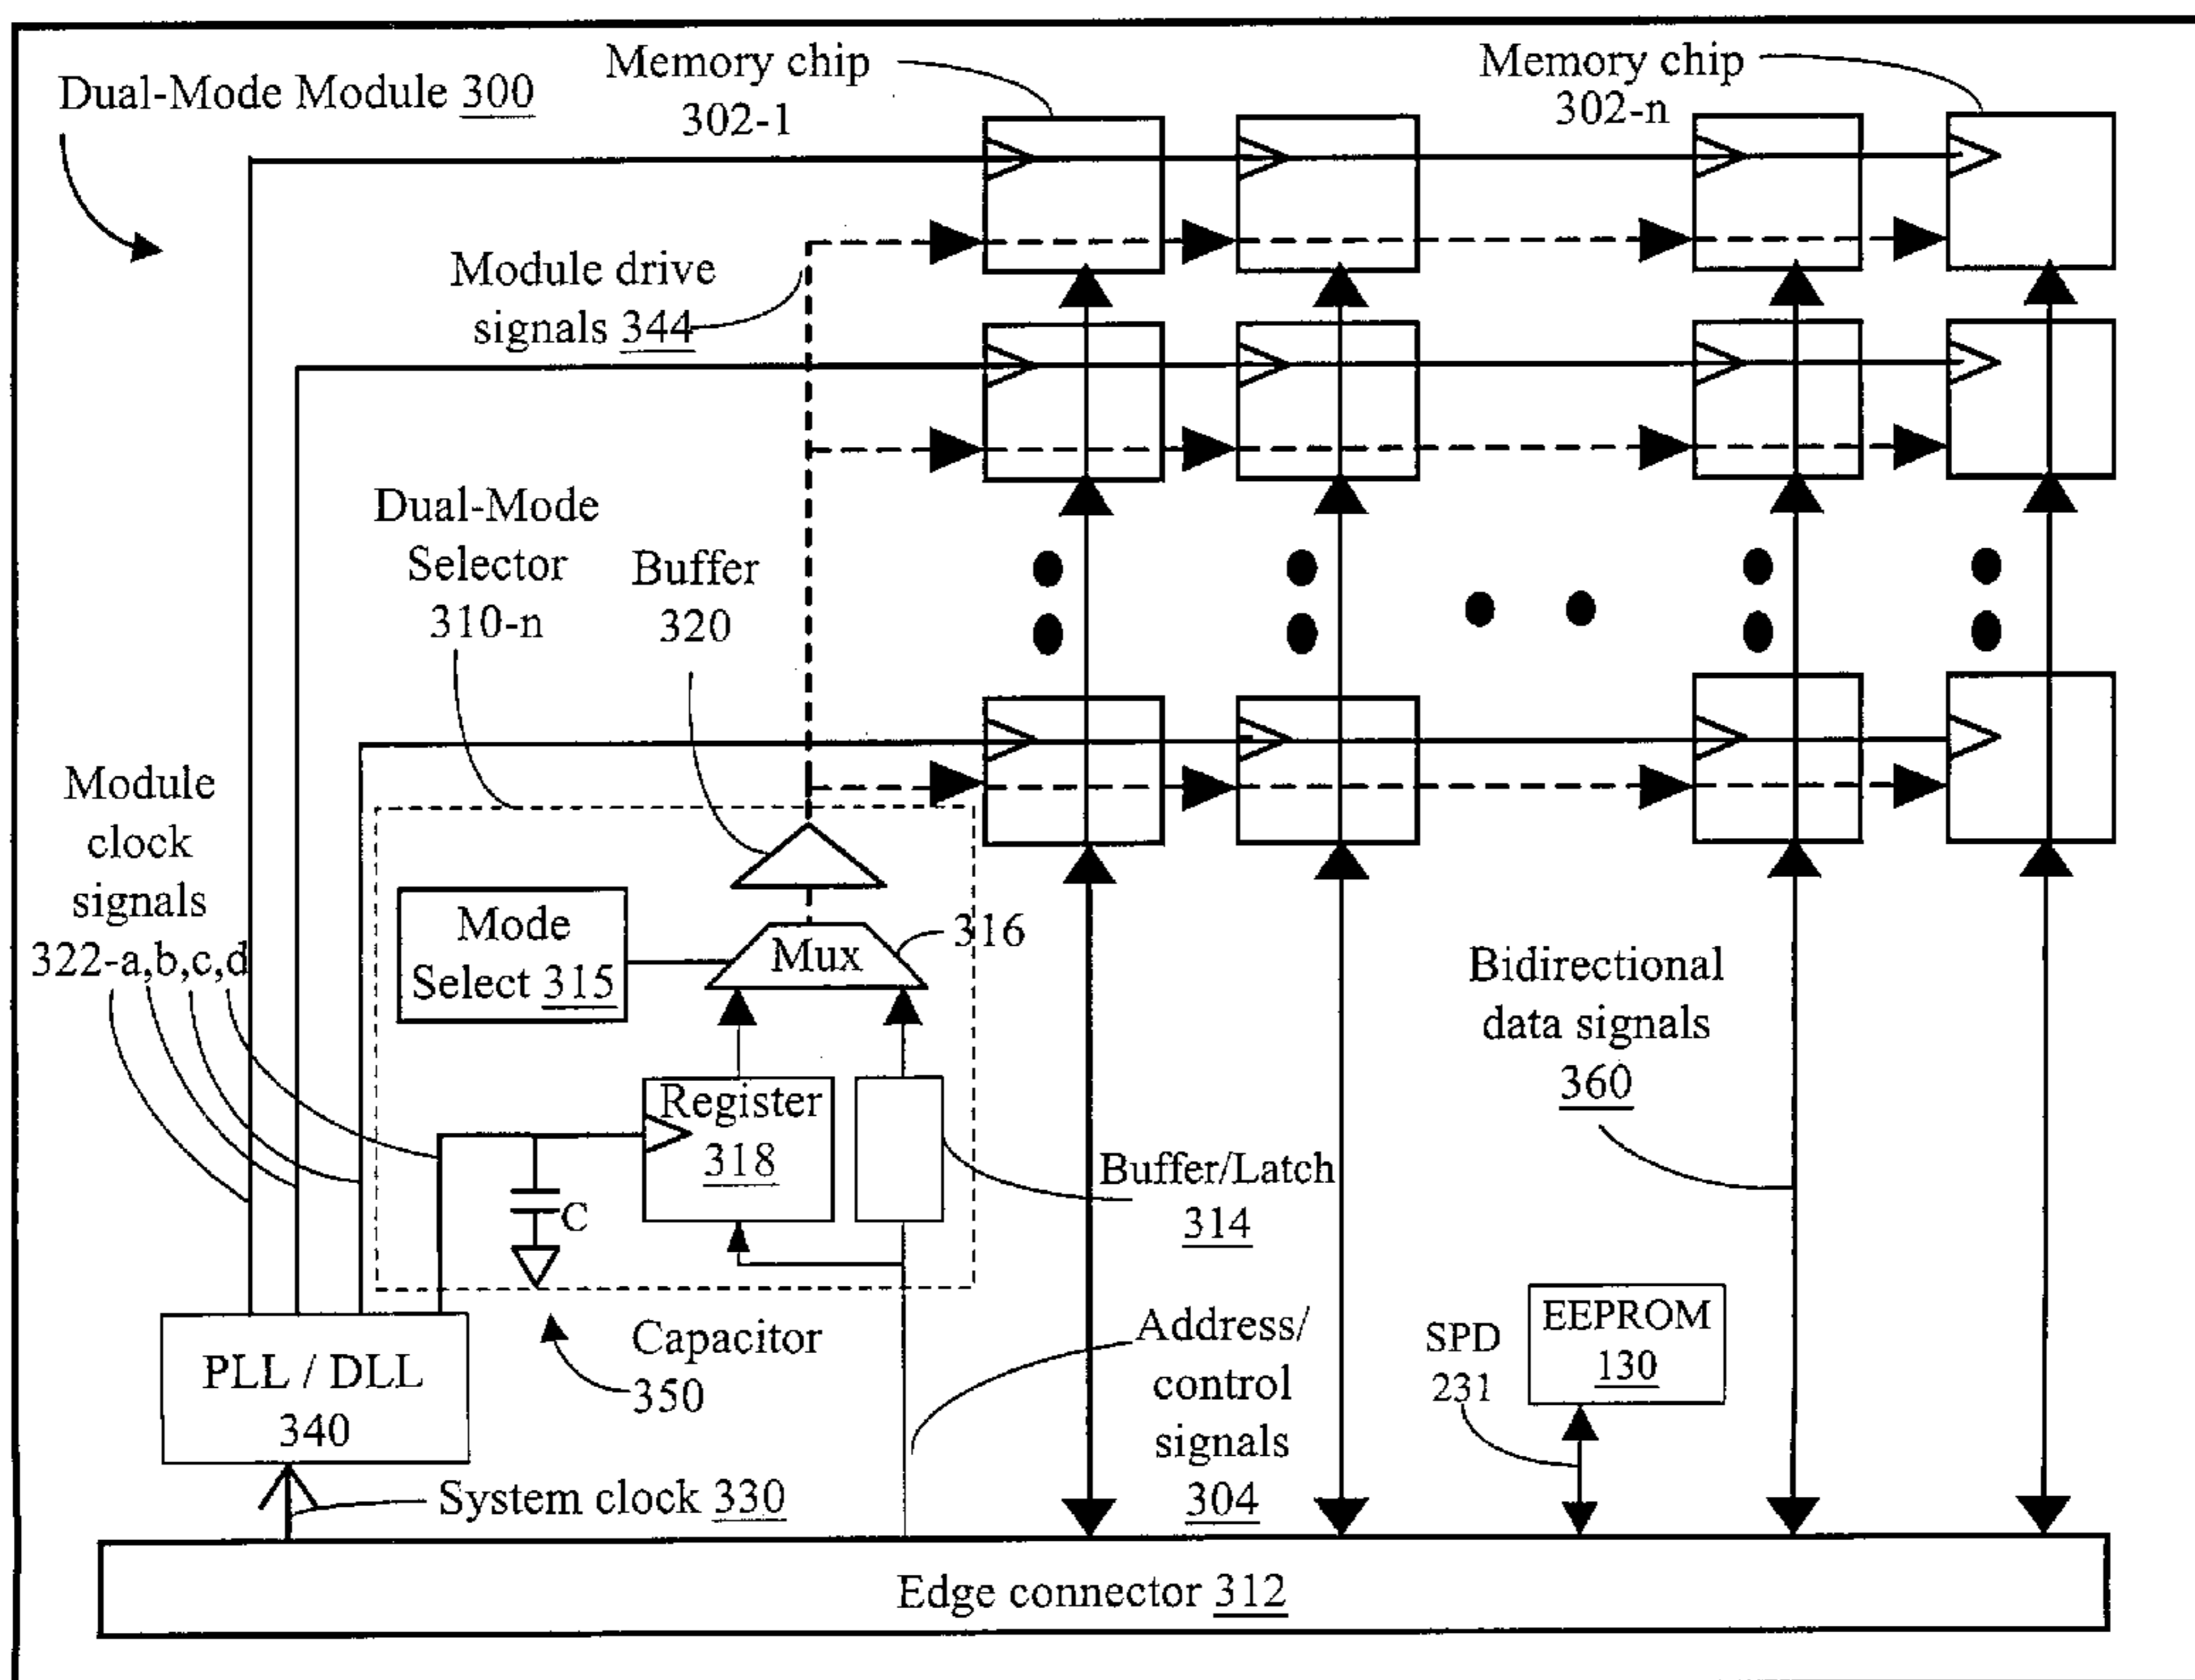 Dual-Mode Module 300
Memory chip
302-1
Memory chip
302-n
Module drive
signals 344
Dual-Mode
Selector
310-n
Buffer
320
Module
clock
signals
322-a,b,c,d
Mode
Select 315
Mux
316
Register
318
Buffer/Latch
314
C
Bidirectional
data signals
360
Capacitor
350
Address/
control
signals
304
SPD
231
EEPROM
130
PLL / DLL
340
System clock 330
Edge connector 312